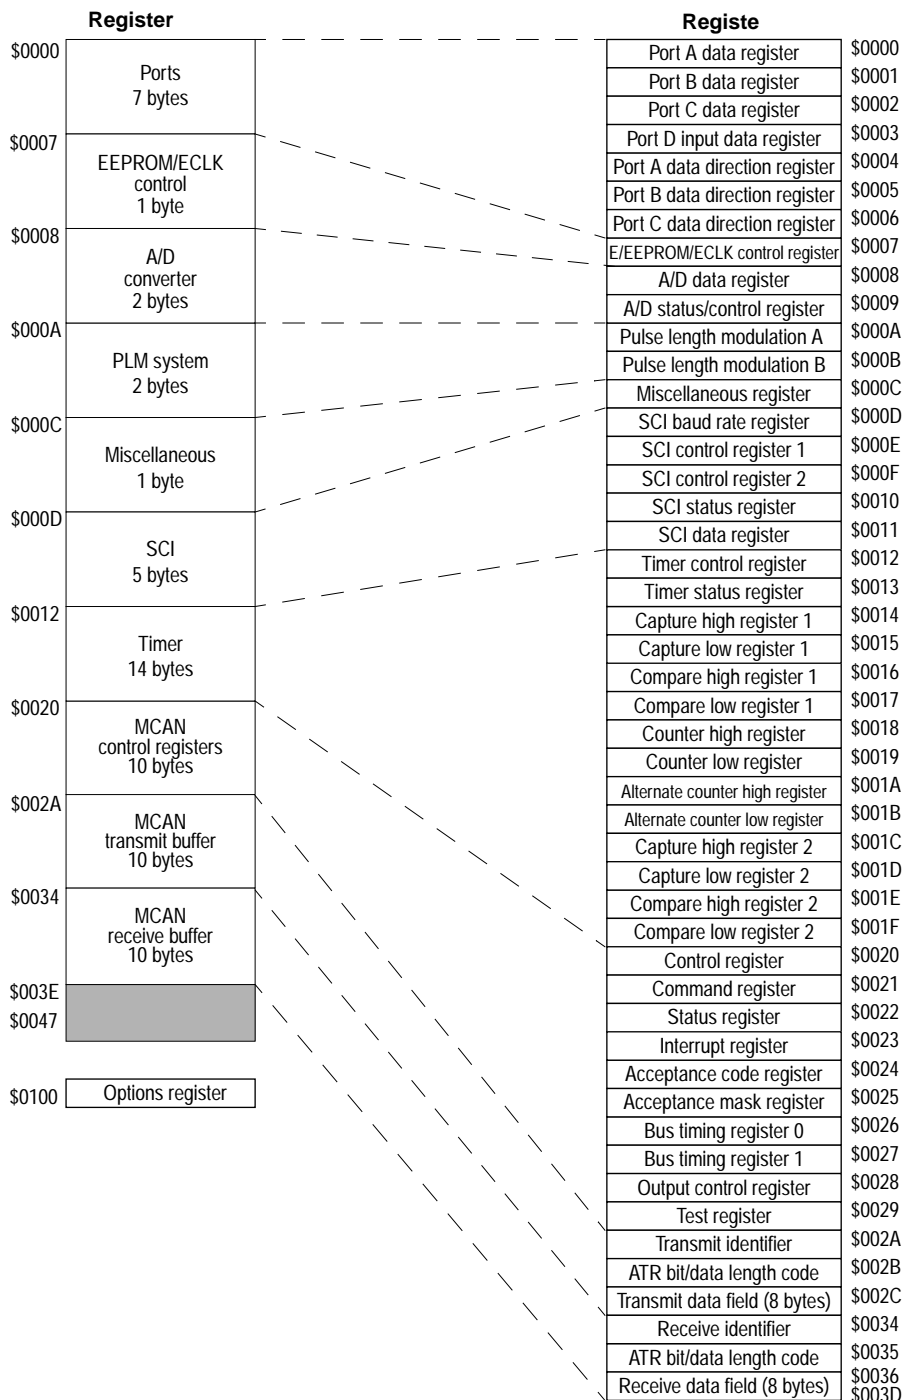 Register
$0000
Ports
7 bytes
$0007
EEPROM/ECLK
control
1 byte
$0008
A/D
converter
2 bytes
$000A
PLM system
2 bytes
$000C
Miscellaneous
1 byte
$000D
SCI
5 bytes
$0012
Timer
14 bytes
$0020
MCAN
control registers
10 bytes
$002A
MCAN
transmit buffer
10 bytes
$0034
MCAN
receive buffer
10 bytes
$003E
$0047
$0100 Options register
Registe
Port A data register $0000
Port B data register $0001
Port C data register $0002
Port D input data register $0003
Port A data direction register $0004
Port B data direction register $0005
Port C data direction register $0006
E/EEPROM/ECLK control register $0007
A/D data register $0008
A/D status/control register $0009
Pulse length modulation A $000A
Pulse length modulation B $000B
Miscellaneous register $000C
SCI baud rate register $000D
SCI control register 1 $000E
SCI control register 2 $000F
SCI status register $0010
SCI data register $0011
Timer control register $0012
Timer status register $0013
Capture high register 1 $0014
Capture low register 1 $0015
Compare high register 1 $0016
Compare low register 1 $0017
Counter high register $0018
Counter low register $0019
Alternate counter high register $001A
Alternate counter low register $001B
Capture high register 2 $001C
Capture low register 2 $001D
Compare high register 2 $001E
Compare low register 2 $001F
Control register $0020
Command register $0021
Status register $0022
Interrupt register $0023
Acceptance code register $0024
Acceptance mask register $0025
Bus timing register 0 $0026
Bus timing register 1 $0027
Output control register $0028
Test register $0029
Transmit identifier $002A
ATR bit/data length code $002B
Transmit data field (8 bytes) $002C
Receive identifier $0034
ATR bit/data length code $0035
Receive data field (8 bytes) $0036
$003D